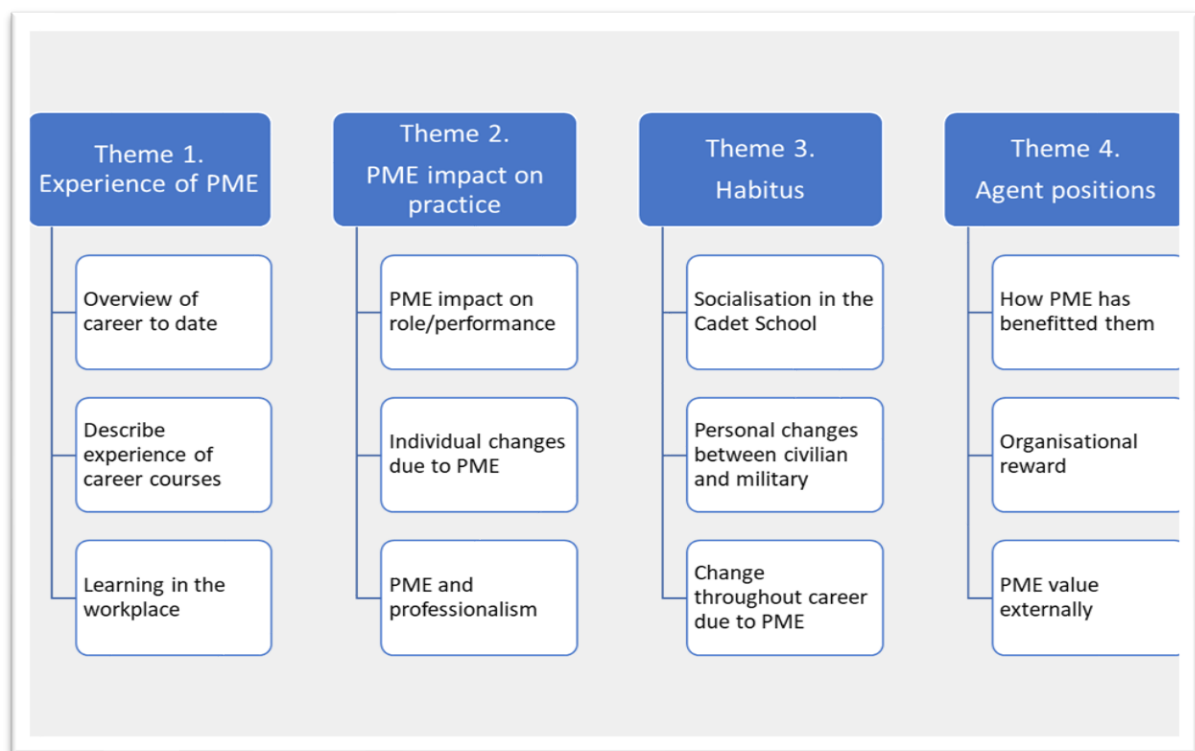 Theme 1.
Experience of PME
Overview of
career to date
Describe
experience of
career courses
Learning in the
workplace
Theme 2.
PME impact on
practice
PME impact on
role/performance
Individual changes
due to PME
PME and
professionalism
Theme 3.
Habitus
Socialisation in the
Cadet School
Personal changes
between civilian
and military
Change
throughout career
due to PME
Theme 4.
Agent positions
How PME has
benefitted them
Organisational
reward
PME value
externally